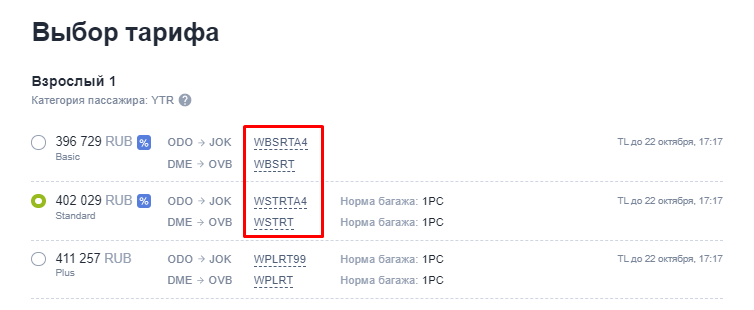 Выбор тарифа
Взрослый 1
Категория пассажира: YTR ?
396 729 RUB % ODO → JOK WBSRTA4 TL до 22 октября, 17:17
Basic DME → OVB WBSRT
402 029 RUB % ODO → JOK WSTRTA4 Норма багажа: 1PC TL до 22 октября, 17:17
Standard DME → OVB WSTRT Норма багажа: 1PC
411 257 RUB ODO → JOK WPLRT99 Норма багажа: 1PC TL до 22 октября, 17:17
Plus DME → OVB WPLRT Норма багажа: 1PC